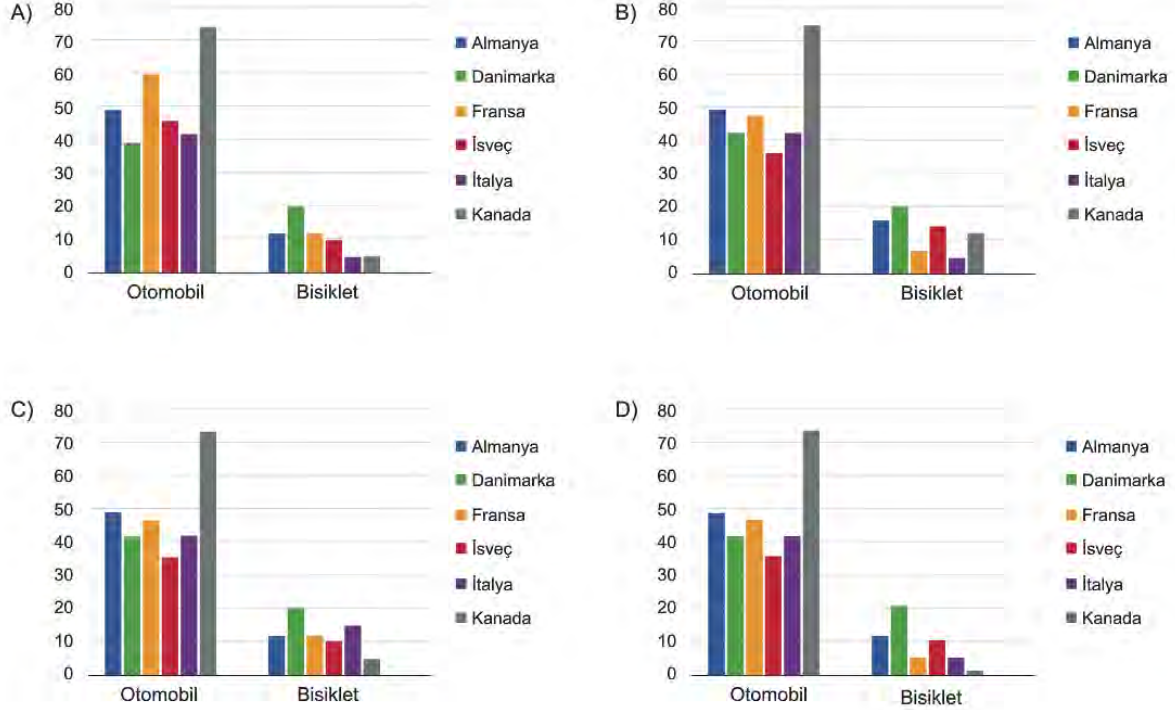 A)
80
70
60
50
40
30
20
10
0
Otomobil
Bisiklet
Almanya
Danimarka
Fransa
İsveç
İtalya
Kanada
B)
80
70
60
50
40
30
20
10
0
Otomobil
Bisiklet
Almanya
Danimarka
Fransa
İsveç
İtalya
Kanada
C)
80
70
60
50
40
30
20
10
0
Otomobil
Bisiklet
Almanya
Danimarka
Fransa
İsveç
İtalya
Kanada
D)
80
70
60
50
40
30
20
10
0
Otomobil
Bisiklet
Almanya
Danimarka
Fransa
İsveç
İtalya
Kanada